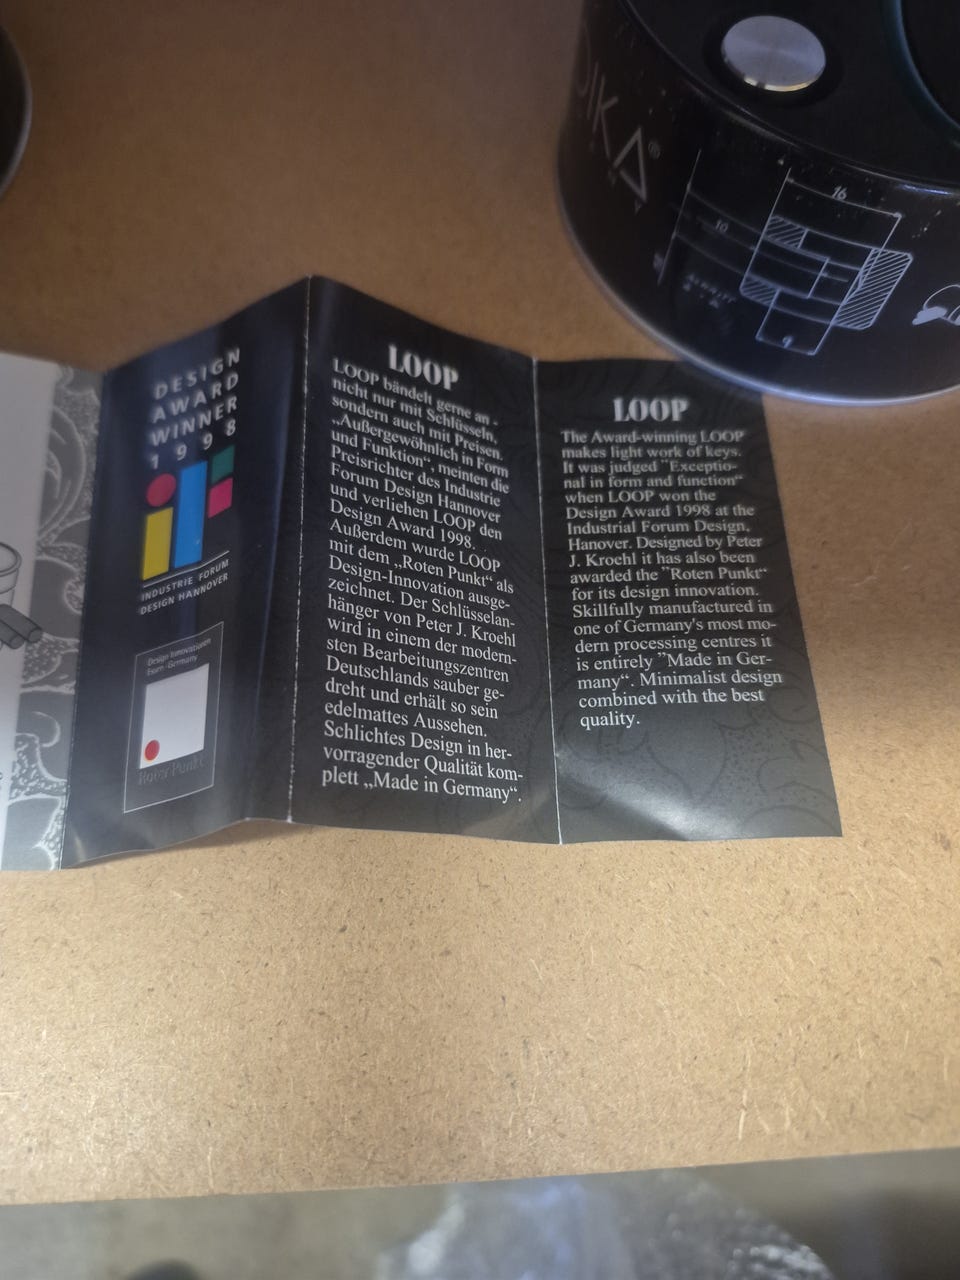 DESIGN
AWARD
WINNER
1998
INDUSTRIE FORUM
DESIGN HANNOVER
Design Innovationen
Roter Punkt
LOOP
LOOP bändelt gerne an -
nicht nur mit Schlüsseln,
sondern auch mit Preisen.
„Außergewöhnlich in Form
und Funktion“, meinten die
Preisrichter des Industrie
Forum Design Hannover
und verliehen LOOP den
Design Award 1998.
Außerdem wurde LOOP
mit dem „Roten Punkt“ als
Design-Innovation ausge-
zeichnet. Der Schlüsselan-
hänger von Peter J. Kroehl
wird in einem der modern-
sten Bearbeitungszentren
Deutschlands sauber ge-
dreht und erhält so sein
edelmattes Aussehen.
Schlichtes Design in her-
vorragender Qualität kom-
plett „Made in Germany“.
LOOP
The Award-winning LOOP
makes light work of keys.
It was judged ”Exceptio-
nal in form and function“
when LOOP won the
Design Award 1998 at the
Industrial Forum Design,
Hanover. Designed by Peter
J. Kroehl it has also been
awarded the ”Roten Punkt“
for its design innovation.
Skillfully manufactured in
one of Germany's most mo-
dern processing centres it
is entirely ”Made in Ger-
many“. Minimalist design
combined with the best
quality.
16
10
9